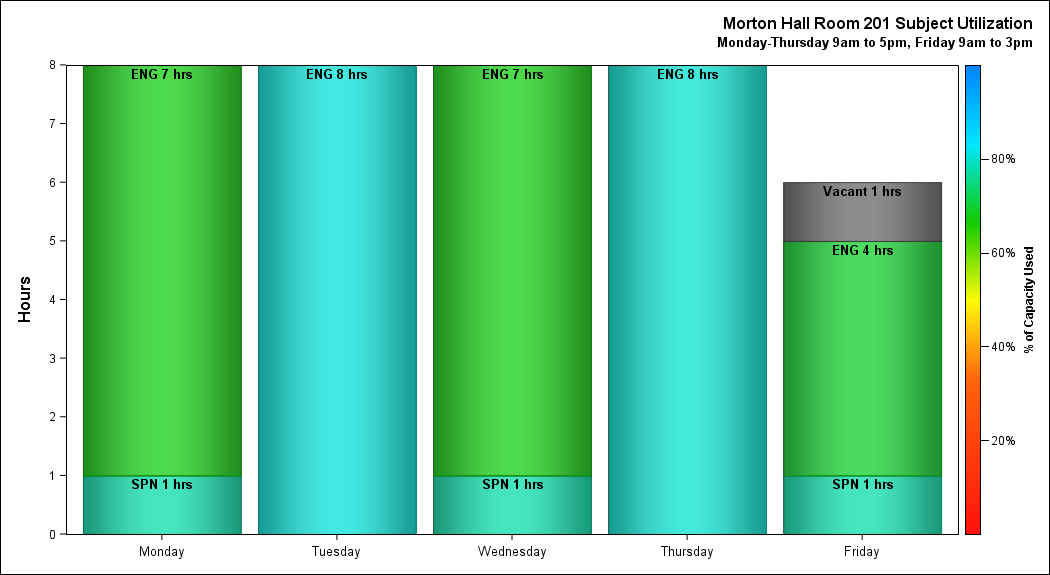 Morton Hall Room 201 Subject Utilization
Monday-Thursday 9am to 5pm, Friday 9am to 3pm
Hours
8
7
6
5
4
3
2
1
0
ENG 7 hrs
SPN 1 hrs
ENG 8 hrs
ENG 7 hrs
SPN 1 hrs
ENG 8 hrs
Vacant 1 hrs
ENG 4 hrs
SPN 1 hrs
Monday
Tuesday
Wednesday
Thursday
Friday
80%
60%
40%
20%
% of Capacity Used